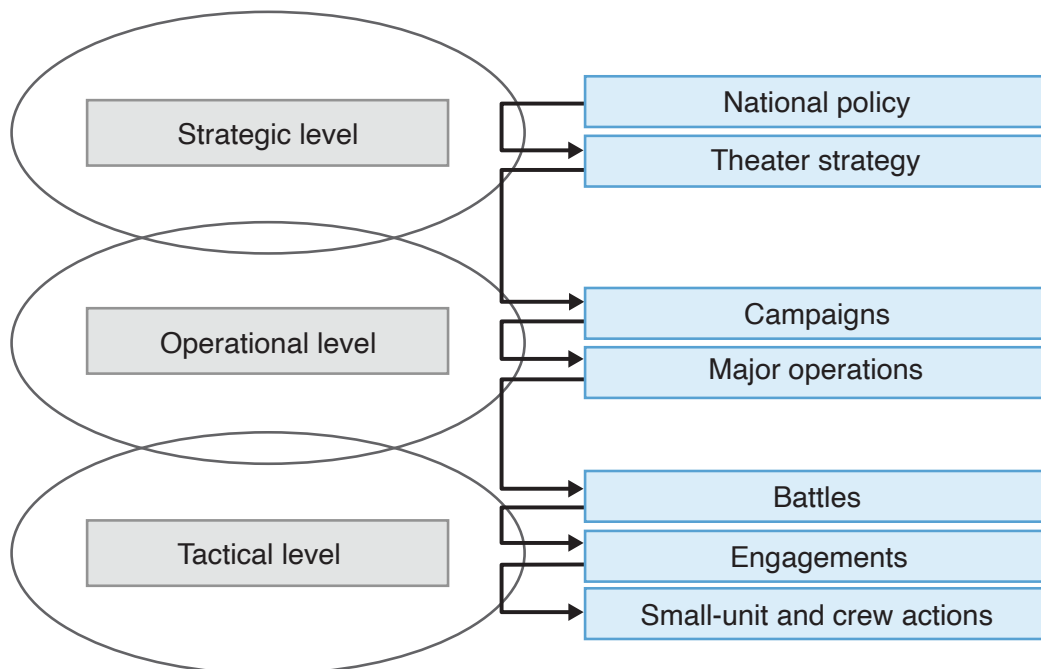 Strategic level
National policy
Theater strategy
Operational level
Campaigns
Major operations
Tactical level
Battles
Engagements
Small-unit and crew actions